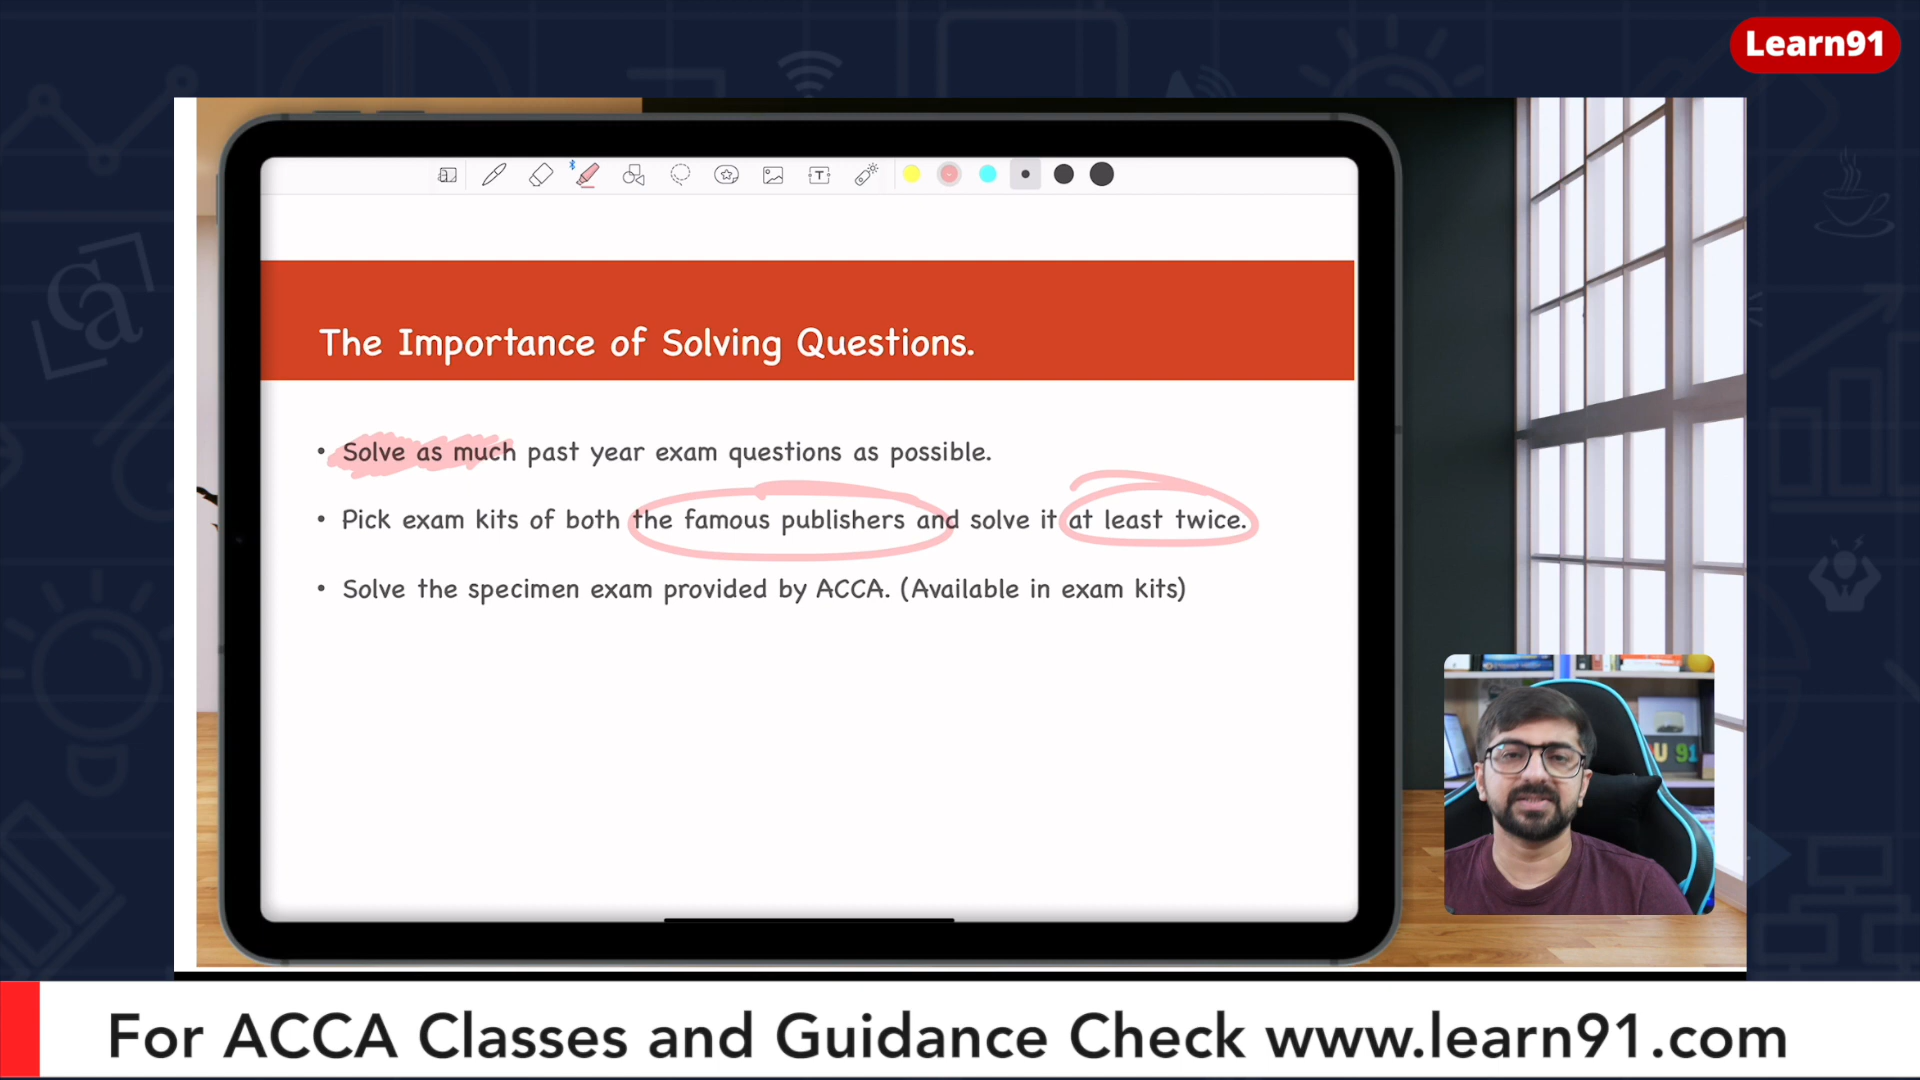 Learn91
The Importance of Solving Questions.
• Solve as much past year exam questions as possible.
• Pick exam kits of both the famous publishers and solve it at least twice.
• Solve the specimen exam provided by ACCA. (Available in exam kits)
U 91
For ACCA Classes and Guidance Check www.learn91.com